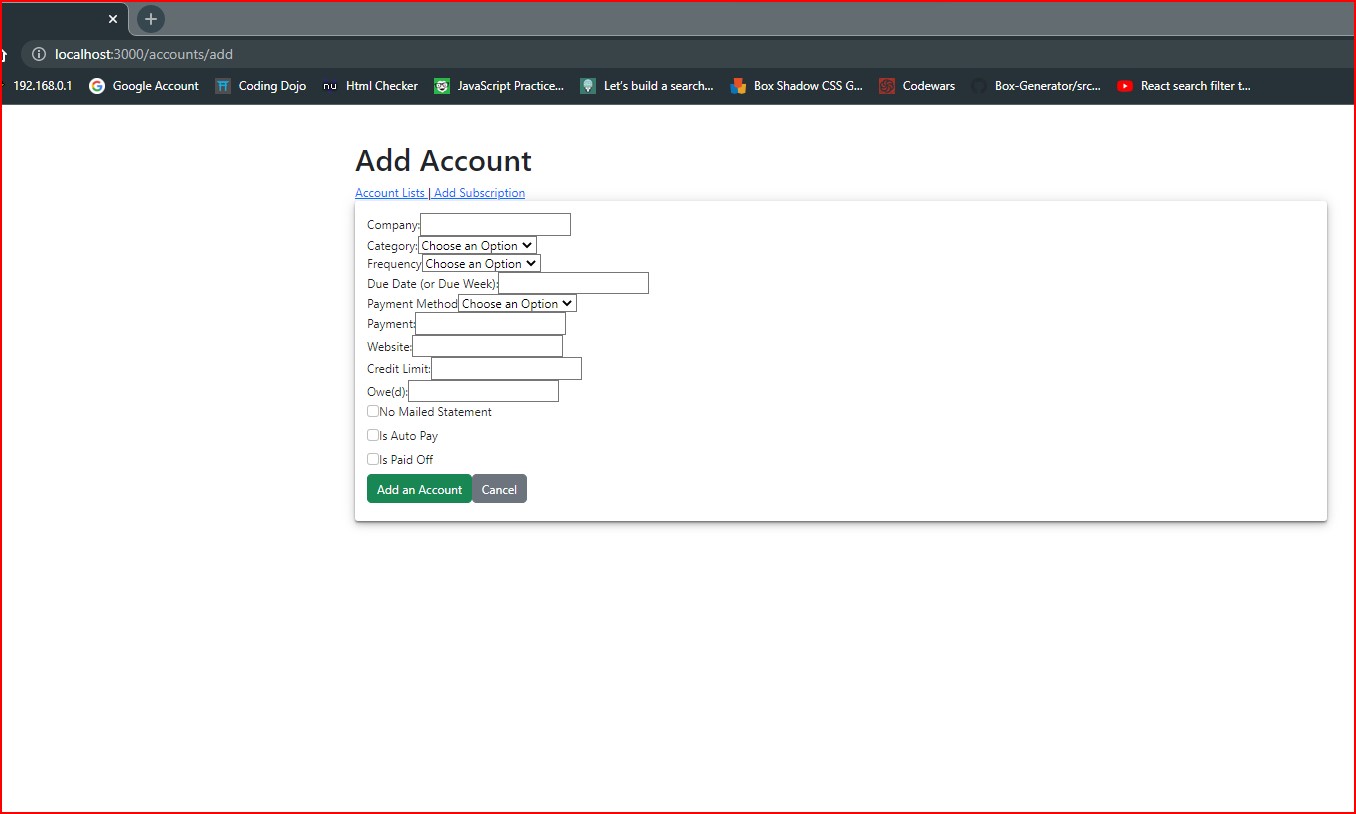 localhost:3000/accounts/add
192.168.0.1 Google Account Coding Dojo nu Html Checker JavaScript Practice... Let's build a search... Box Shadow CSS G... Codewars Box-Generator/src... React search filter t...
Add Account
Account Lists | Add Subscription
Company:
Category: Choose an Option
Frequency Choose an Option
Due Date (or Due Week):
Payment Method Choose an Option
Payment:
Website:
Credit Limit:
Owe(d):
No Mailed Statement
Is Auto Pay
Is Paid Off
Add an Account Cancel